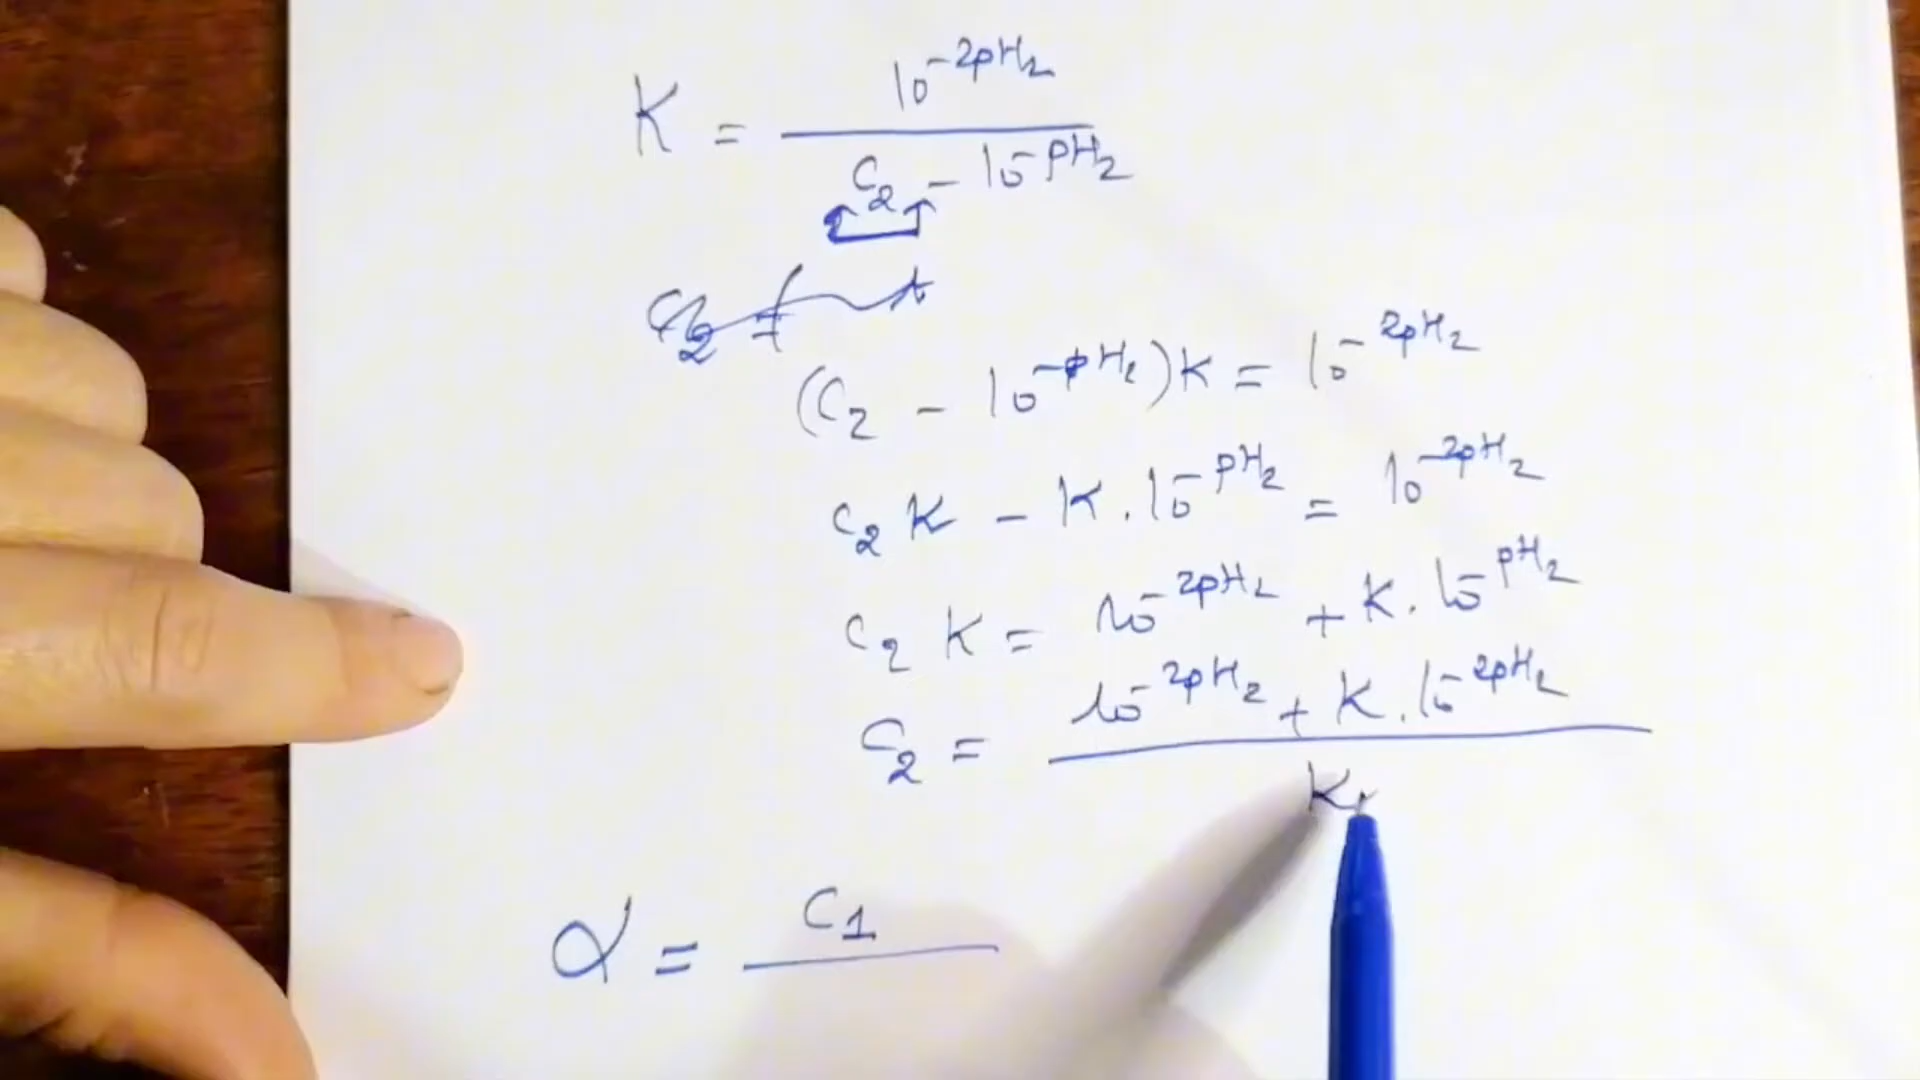 K = 10^-2pH₂ / C₂ - 10^-pH₂
(C₂ - 10^-pH₂)K = 10^-2pH₂
C₂ K - K . 10^-pH₂ = 10^-2pH₂
C₂ K = 10^-2pH₂ + K . 10^-pH₂
C₂ = 10^-2pH₂ + K . 10^-2pH₂ / K
α = C₁ /